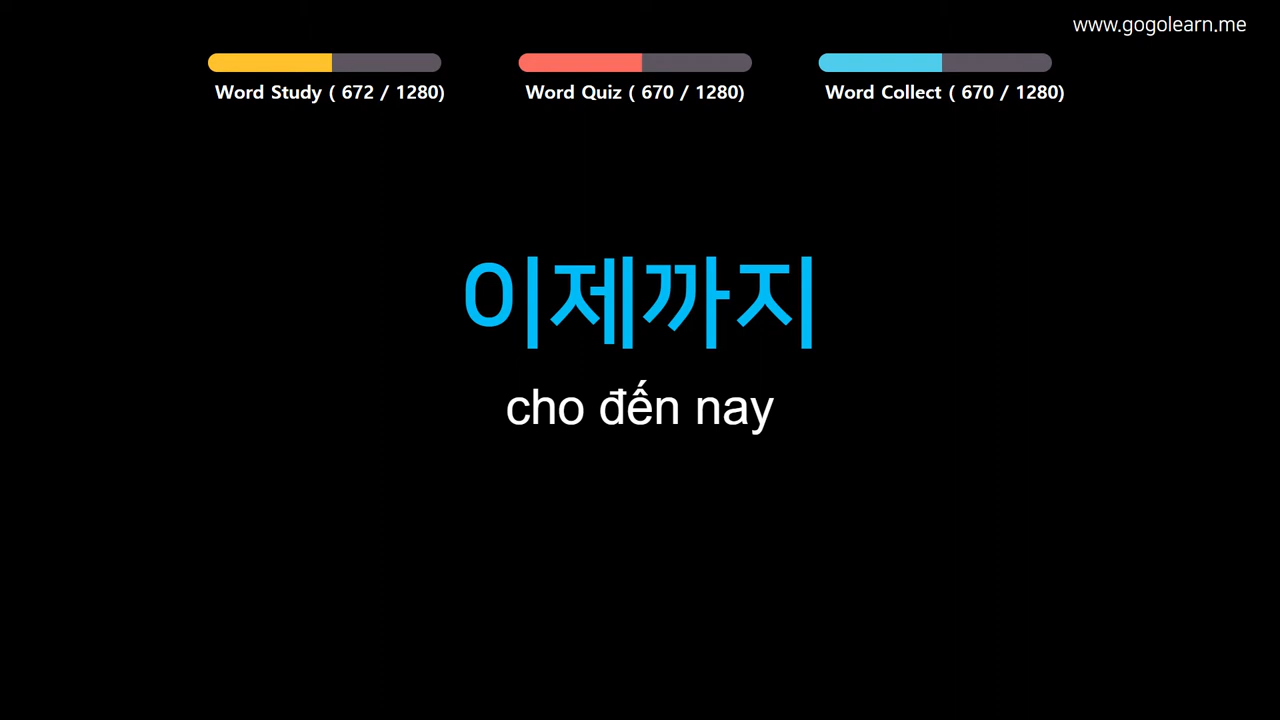 www.gogolearn.me
Word Study ( 672 / 1280)
Word Quiz ( 670 / 1280)
Word Collect ( 670 / 1280)
이제까지
cho đến nay